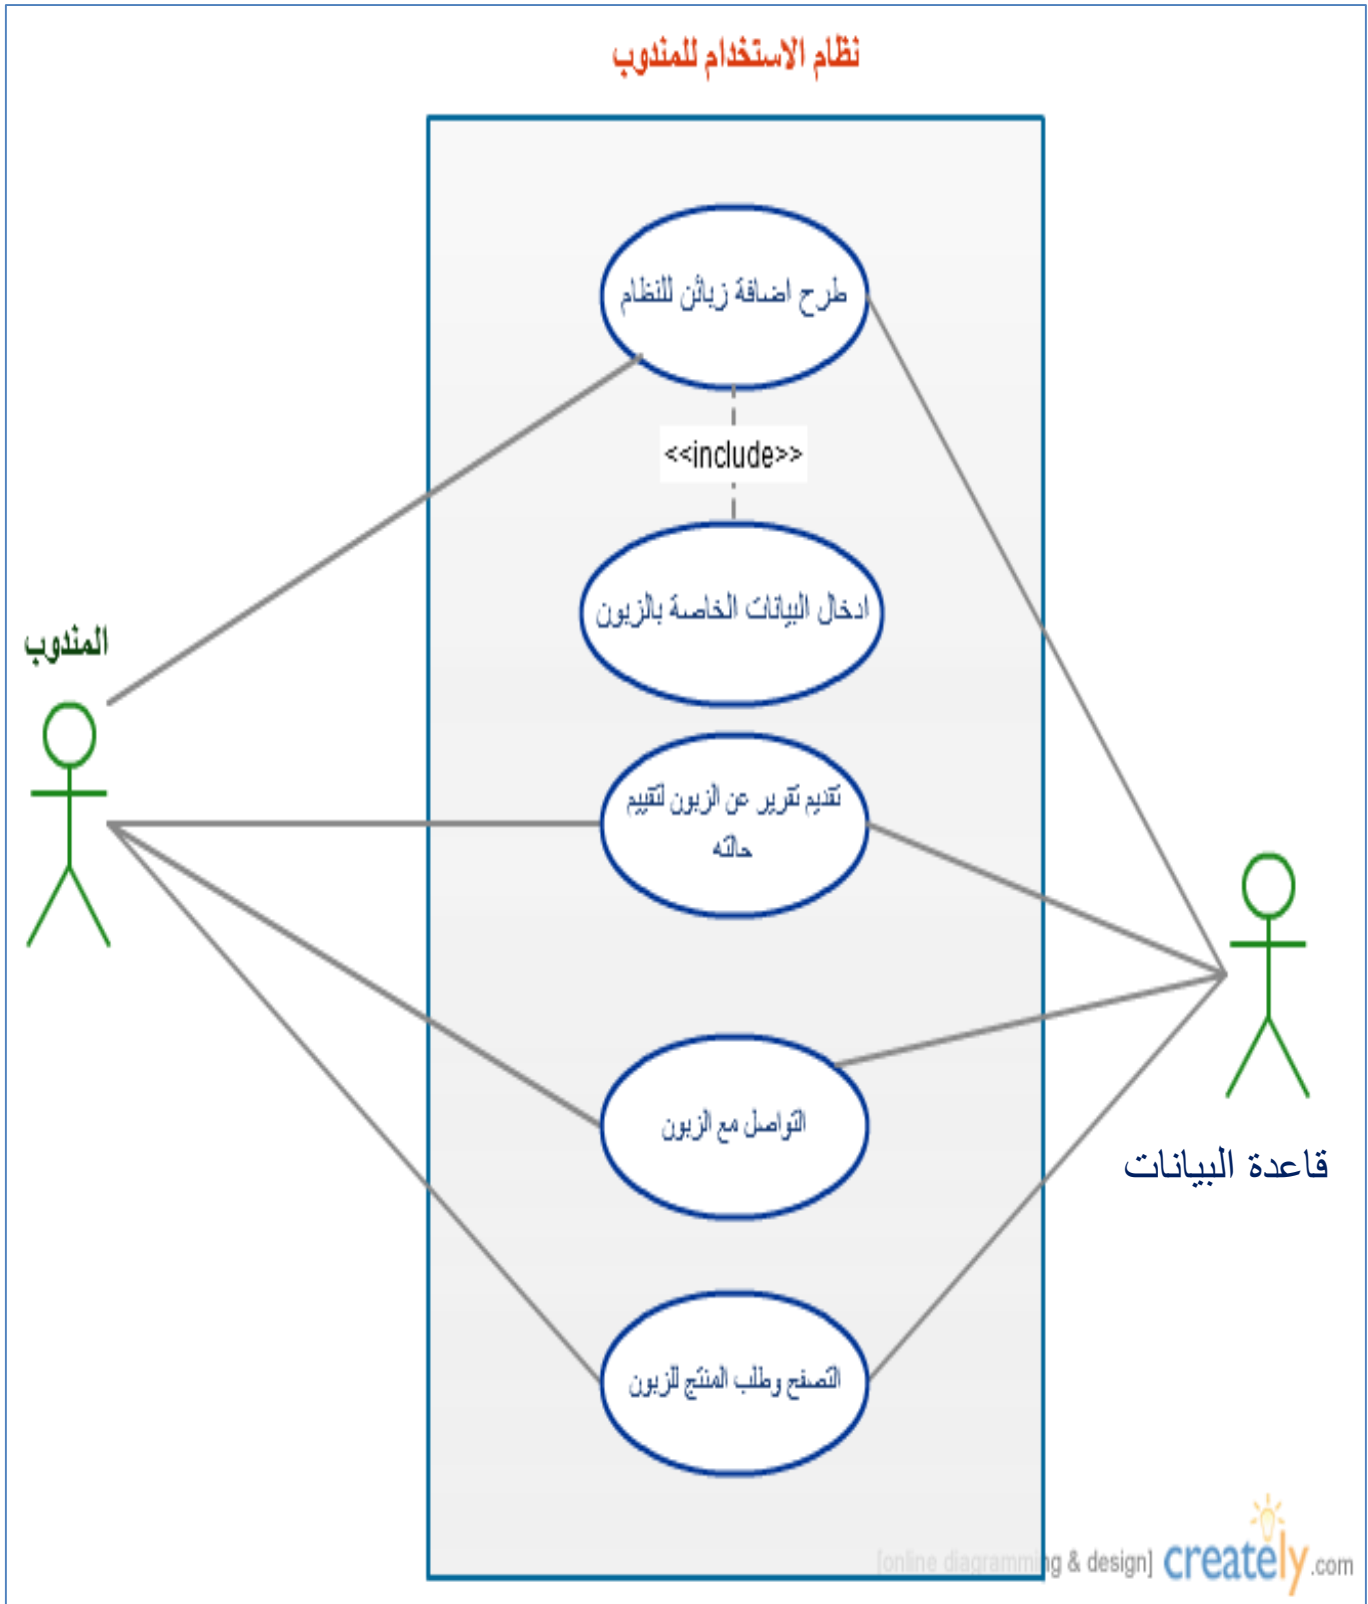 نظام الاستخدام للمندوب
طرح اضافة زبائن للنظام
<<include>>
ادخال البيانات الخاصة بالزبون
المندوب
تقديم تقرير عن الزبون لتقييم
حالته
التواصل مع الزبون
قاعدة البيانات
التصفح وطلب المنتج للزبون
[online diagramming & design] creately.com